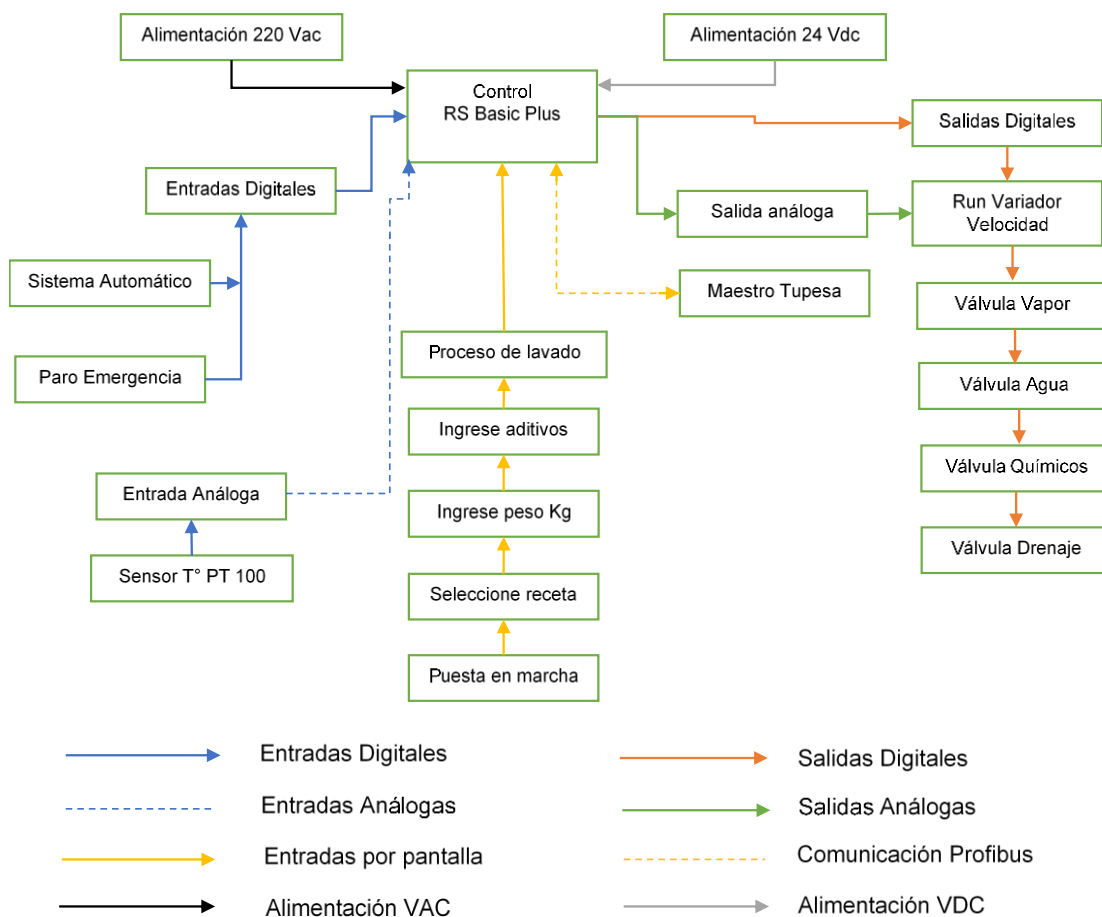 Alimentación 220 Vac
Alimentación 24 Vdc
Control
RS Basic Plus
Salidas Digitales
Entradas Digitales
Salida análoga
Run Variador
Velocidad
Sistema Automático
Maestro Tupesa
Válvula Vapor
Proceso de lavado
Paro Emergencia
Válvula Agua
Ingrese aditivos
Válvula Químicos
Entrada Análoga
Ingrese peso Kg
Válvula Drenaje
Sensor T° PT 100
Seleccione receta
Puesta en marcha
Entradas Digitales
Salidas Digitales
Entradas Análogas
Salidas Análogas
Entradas por pantalla
Comunicación Profibus
Alimentación VAC
Alimentación VDC